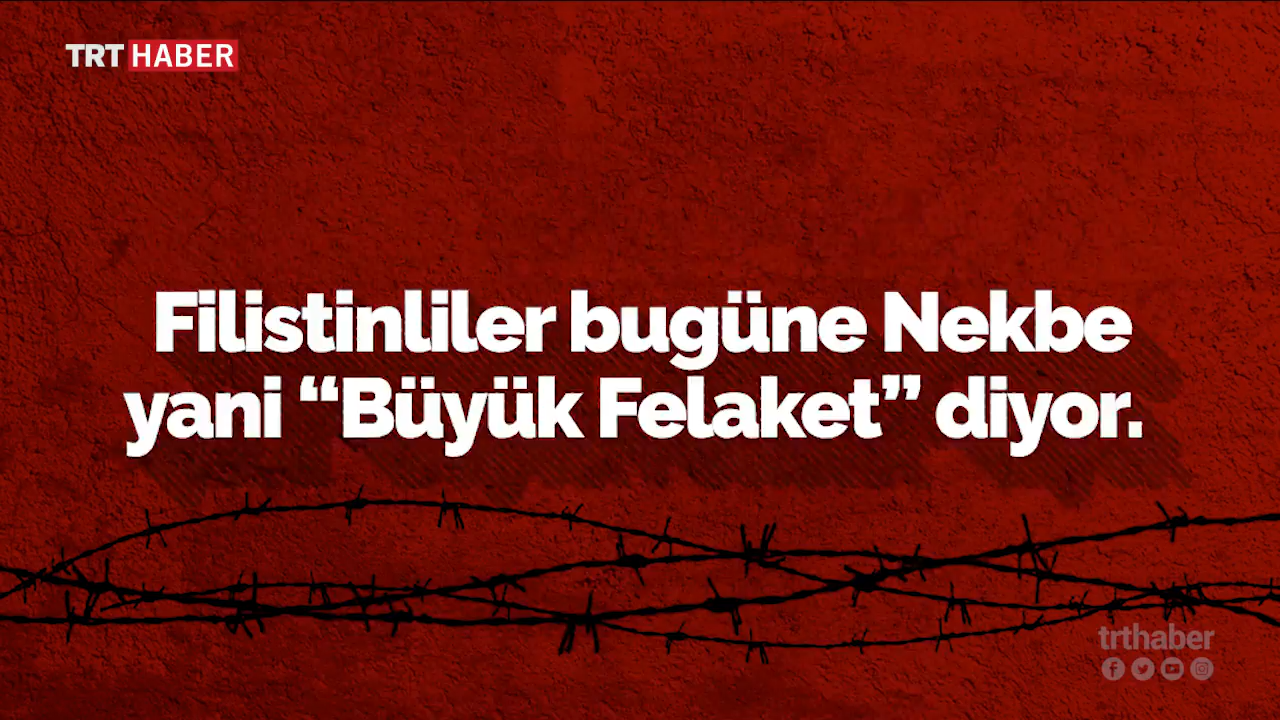 TRT HABER
Filistinliler bugüne Nekbe
yani “Büyük Felaket” diyor.
trthaber